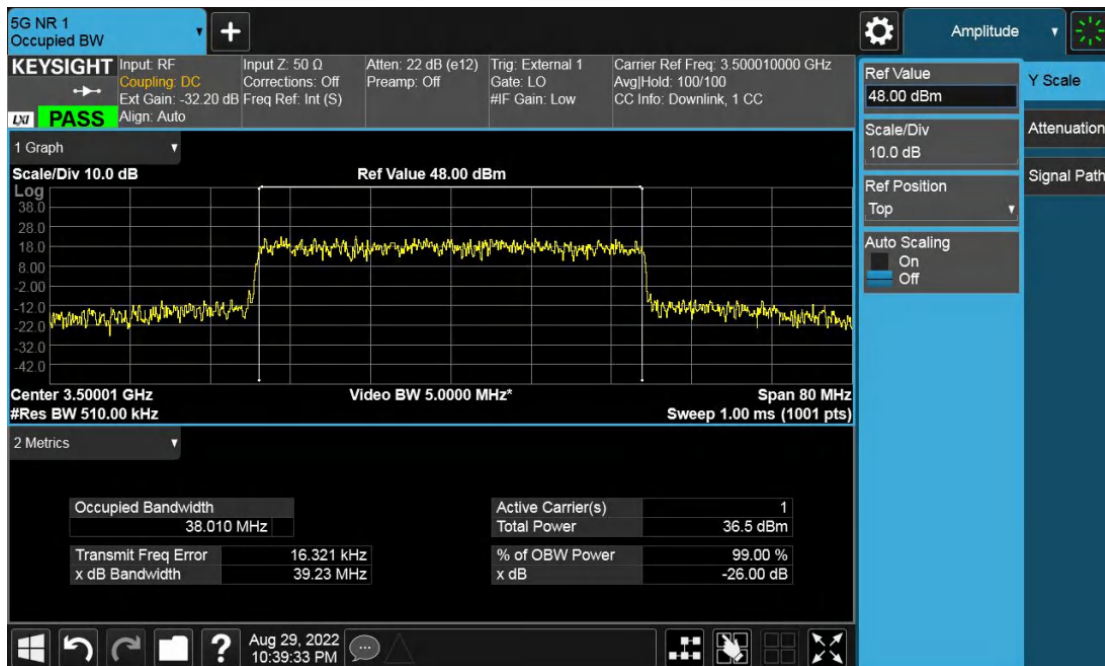 5G NR 1
Occupied BW
+
Amplitude
KEYSIGHT
LXI PASS
Input: RF
Coupling: DC
Ext Gain: -32.20 dB
Align: Auto
Input Z: 50 Ω
Corrections: Off
Freq Ref: Int (S)
Atten: 22 dB (e12)
Preamp: Off
Trig: External 1
Gate: LO
#IF Gain: Low
Carrier Ref Freq: 3.500010000 GHz
Avg|Hold: 100/100
CC Info: Downlink, 1 CC
1 Graph
Scale/Div 10.0 dB
Ref Value 48.00 dBm
Log
38.0
28.0
18.0
8.00
-2.00
-12.0
-22.0
-32.0
-42.0
Center 3.50001 GHz
#Res BW 510.00 kHz
Video BW 5.0000 MHz*
Span 80 MHz
Sweep 1.00 ms (1001 pts)
2 Metrics
Occupied Bandwidth
38.010 MHz
Transmit Freq Error 16.321 kHz
x dB Bandwidth 39.23 MHz
Active Carrier(s) 1
Total Power 36.5 dBm
% of OBW Power 99.00 %
x dB -26.00 dB
Ref Value
48.00 dBm
Scale/Div
10.0 dB
Ref Position
Top
Auto Scaling
On
Off
Y Scale
Attenuation
Signal Path
?
Aug 29, 2022
10:39:33 PM